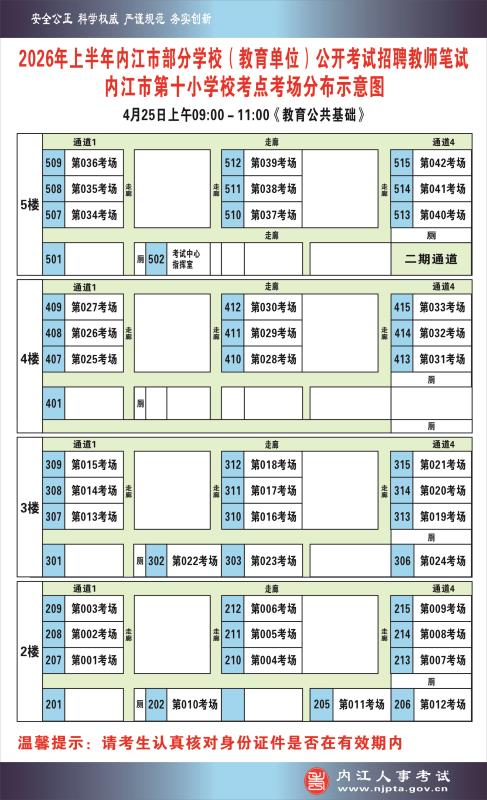 安全公正 科学权威 严谨规范 务实创新
2026年上半年内江市部分学校（教育单位）公开考试招聘教师笔试
内江市第十小学校考点考场分布示意图
4月25日上午09:00－11:00《教育公共基础》
5楼
通道1 走廊 通道4
509 第036考场 走廊 走廊 512 第039考场 走廊 515 第042考场
508 第035考场 511 第038考场 514 第041考场
507 第034考场 510 第037考场 513 第040考场
走廊 厕
501 厕 502 考试中心指挥室 二期通道
4楼
通道1 走廊 通道4
409 第027考场 走廊 走廊 412 第030考场 走廊 415 第033考场
408 第026考场 411 第029考场 414 第032考场
407 第025考场 410 第028考场 413 第031考场
厕
401 厕
厕
3楼
通道1 走廊 通道4
309 第015考场 走廊 走廊 312 第018考场 走廊 315 第021考场
308 第014考场 311 第017考场 314 第020考场
307 第013考场 310 第016考场 313 第019考场
厕
301 厕 302 第022考场 303 第023考场 306 第024考场
2楼
通道1 走廊 通道4
209 第003考场 走廊 走廊 212 第006考场 走廊 215 第009考场
208 第002考场 211 第005考场 214 第008考场
207 第001考场 210 第004考场 213 第007考场
厕
201 厕 202 第010考场 205 第011考场 206 第012考场
温馨提示：请考生认真核对身份证件是否在有效期内
内江人事考试
www.njpta.gov.cn